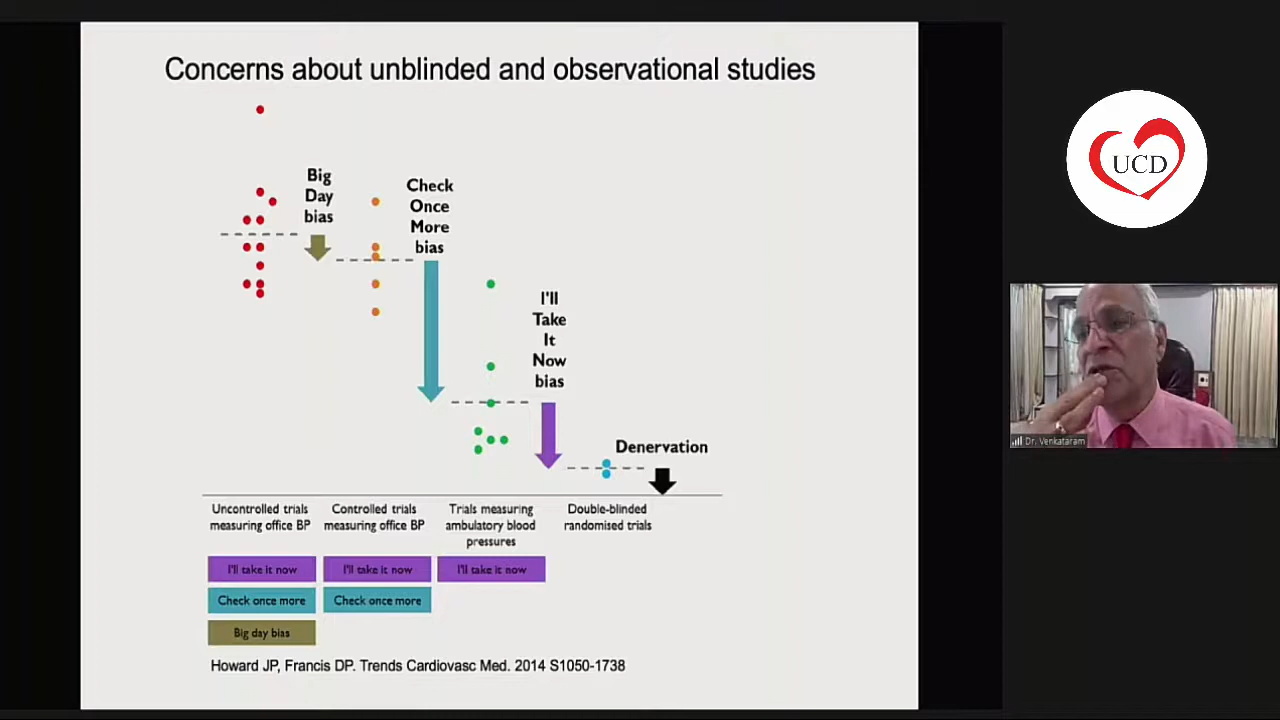 Concerns about unblinded and observational studies
Big
Day
bias
Check
Once
More
bias
I'll
Take
It
Now
bias
Denervation
Uncontrolled trials
measuring office BP
Controlled trials
measuring office BP
Trials measuring
ambulatory blood
pressures
Double-blinded
randomised trials
I'll take it now
I'll take it now
I'll take it now
Check once more
Check once more
Big day bias
Howard JP, Francis DP. Trends Cardiovasc Med. 2014 S1050-1738
UCD
Dr. Venkataram